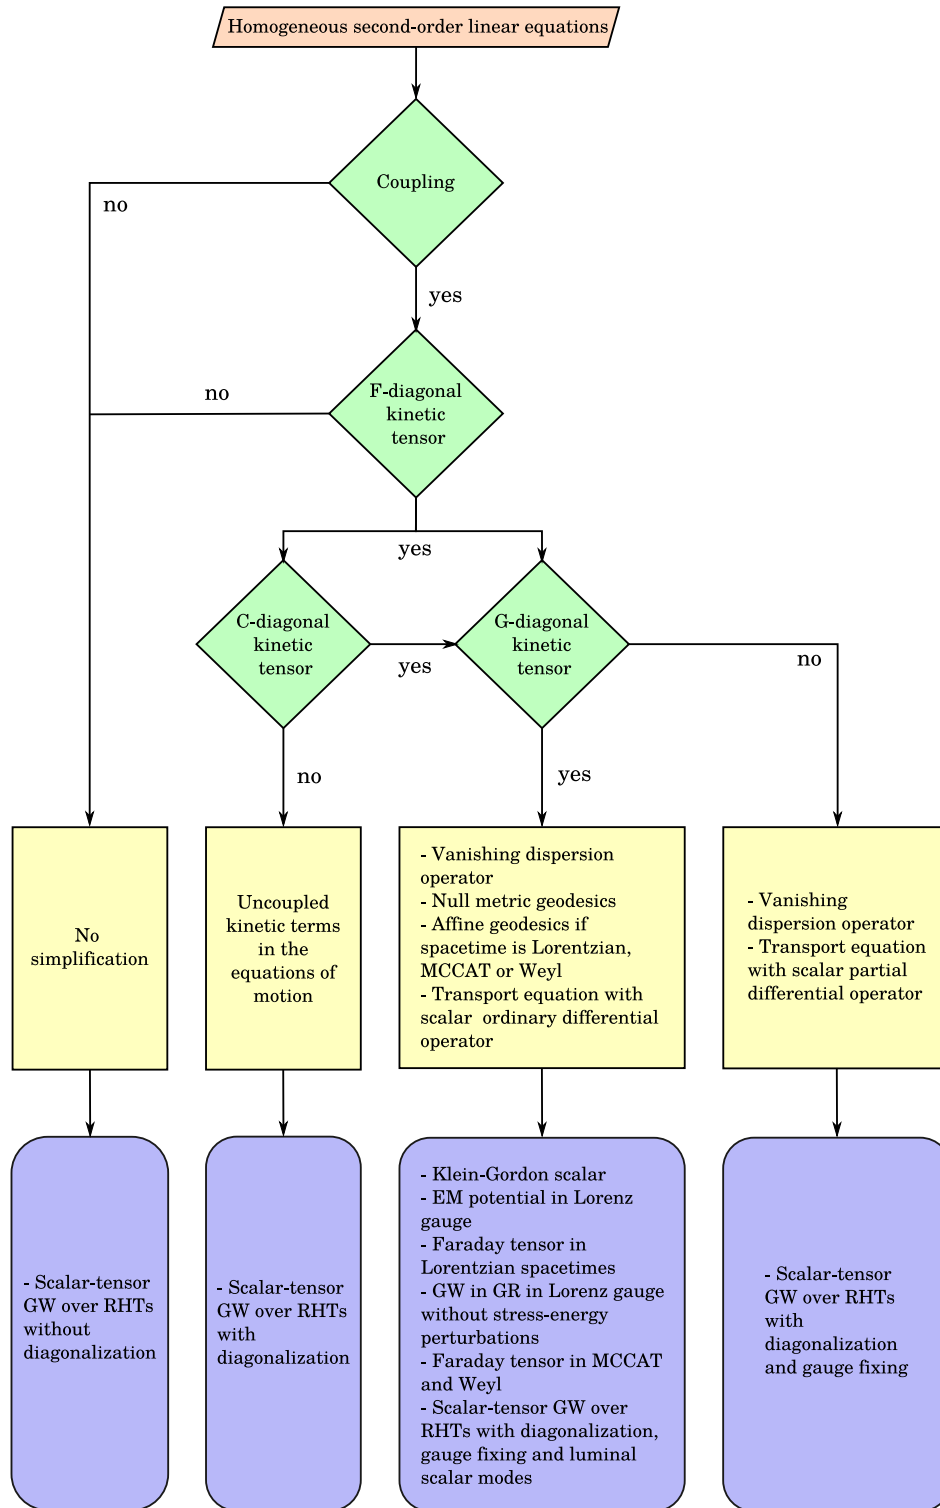 Homogeneous second-order linear equations
Coupling
no
yes
F-diagonal
kinetic
tensor
no
yes
C-diagonal
kinetic
tensor
yes
G-diagonal
kinetic
tensor
no
no
yes
No
simplification
Uncoupled
kinetic terms
in the
equations of
motion
- Vanishing dispersion
operator
- Null metric geodesics
- Affine geodesics if
spacetime is Lorentzian,
MCCAT or Weyl
- Transport equation with
scalar ordinary differential
operator
- Vanishing
dispersion operator
- Transport equation
with scalar partial
differential operator
- Scalar-tensor
GW over RHTs
without
diagonalization
- Scalar-tensor
GW over RHTs
with
diagonalization
- Klein-Gordon scalar
- EM potential in Lorenz
gauge
- Faraday tensor in
Lorentzian spacetimes
- GW in GR in Lorenz gauge
without stress-energy
perturbations
- Faraday tensor in MCCAT
and Weyl
- Scalar-tensor GW over
RHTs with diagonalization,
gauge fixing and luminal
scalar modes
- Scalar-tensor
GW over RHTs
with
diagonalization
and gauge fixing